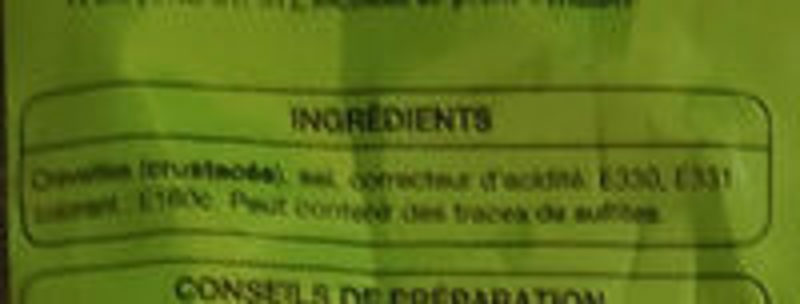 INGRÉDIENTS
Crevettes (crustacés), sel, correcteur d'acidité: E330, E331
colorant: E160c. Peut contenir des traces de sulfites.
CONSEILS DE PRÉPARATION